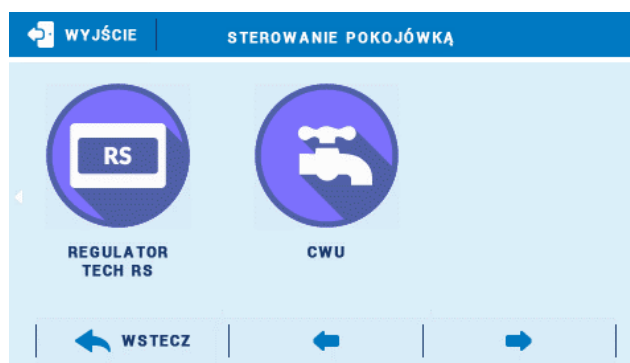 WYJŚCIE
STEROWANIE POKOJÓWKĄ
RS
REGULATOR
TECH RS
CWU
WSTECZ